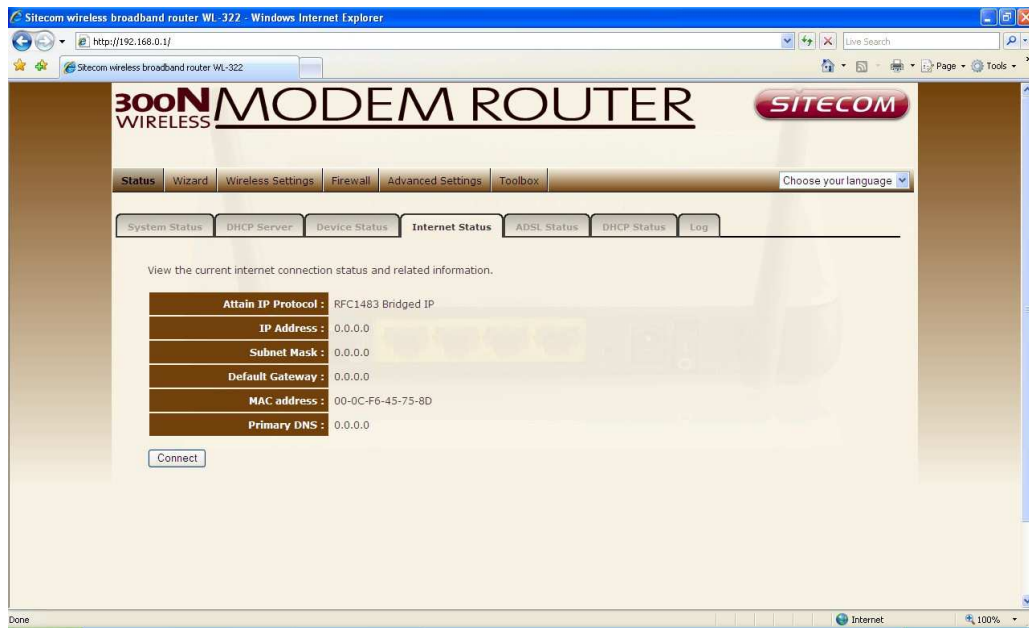 Sitecom wireless broadband router WL-322 - Windows Internet Explorer
http://192.168.0.1/
Live Search
Sitecom wireless broadband router WL-322
Page
Tools
300N
WIRELESS
MODEM ROUTER
SITECOM
Status Wizard Wireless Settings Firewall Advanced Settings Toolbox
Choose your language
System Status DHCP Server Device Status Internet Status ADSL Status DHCP Status Log
View the current internet connection status and related information.
Attain IP Protocol : RFC1483 Bridged IP
IP Address : 0.0.0.0
Subnet Mask : 0.0.0.0
Default Gateway : 0.0.0.0
MAC address : 00-0C-F6-45-75-8D
Primary DNS : 0.0.0.0
Connect
Done
Internet
100%